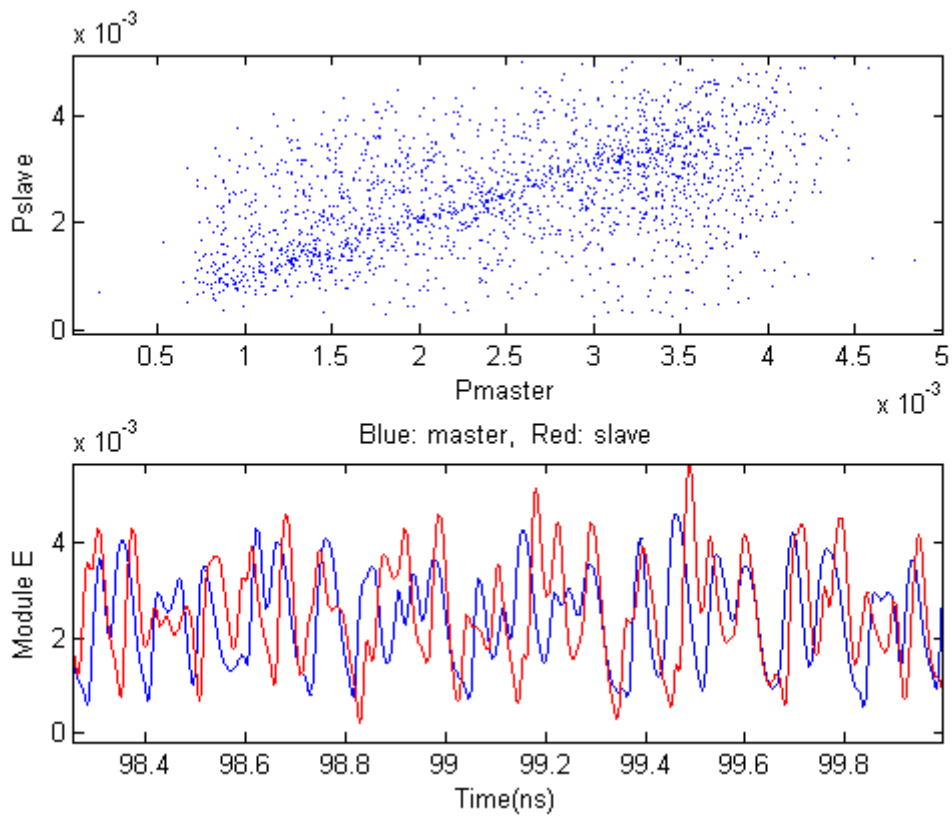 x 10-3
4
2
0
Pslave
0.5 1 1.5 2 2.5 3 3.5 4 4.5 5
Pmaster
x 10-3
Blue: master, Red: slave
x 10-3
4
2
0
Module E
98.4 98.6 98.8 99 99.2 99.4 99.6 99.8
Time(ns)